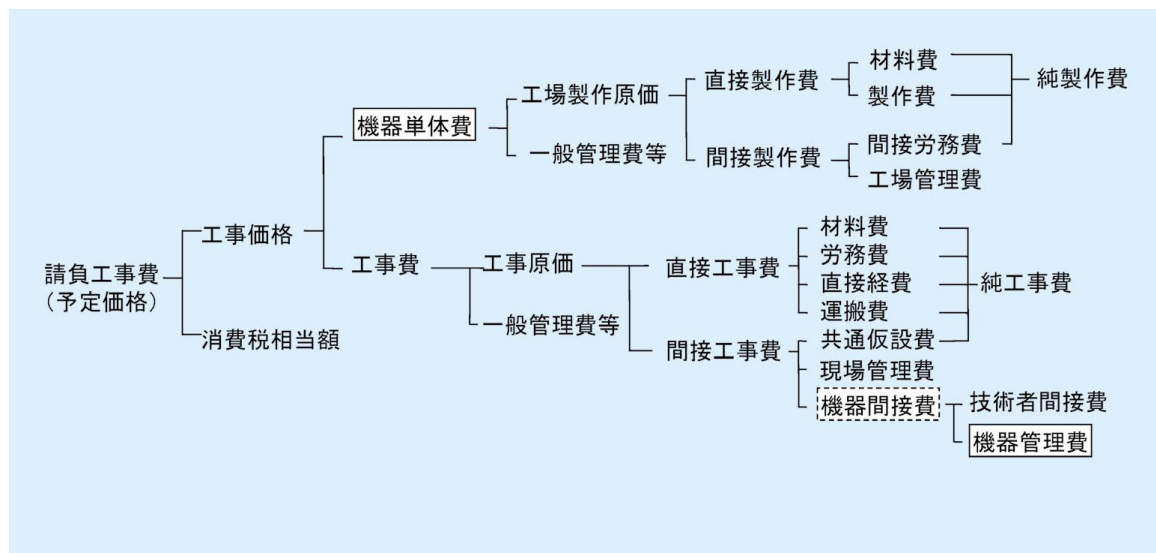 請負工事費
(予定価格)
工事価格
消費税相当額
機器単体費
工事費
工場製作原価
一般管理費等
工事原価
一般管理費等
直接製作費
間接製作費
材料費
製作費
間接労務費
工場管理費
純製作費
直接工事費
間接工事費
材料費
労務費
直接経費
運搬費
共通仮設費
現場管理費
機器間接費
純工事費
技術者間接費
機器管理費